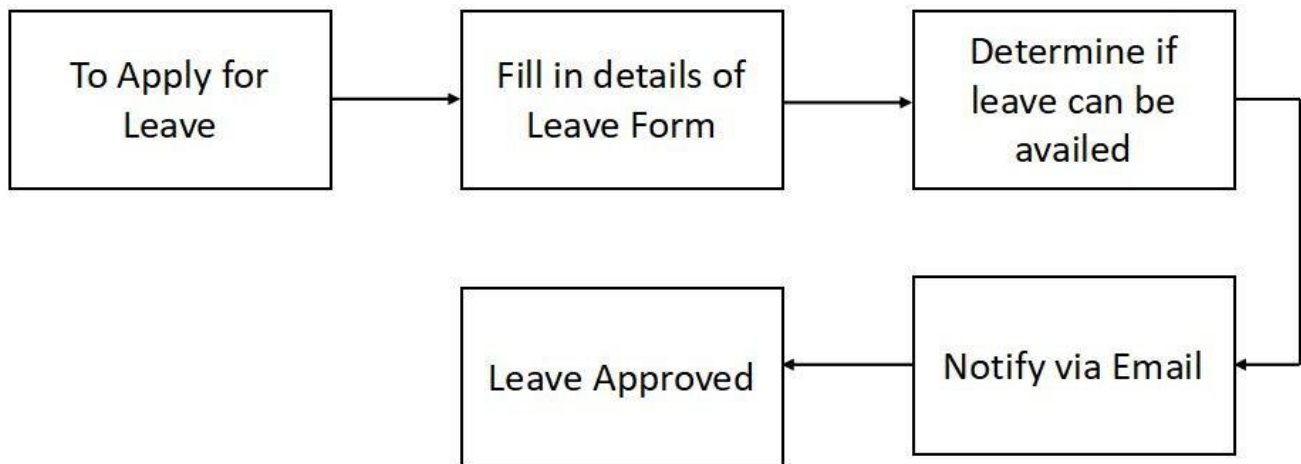 To Apply for
Leave
Fill in details of
Leave Form
Determine if
leave can be
availed
Notify via Email
Leave Approved